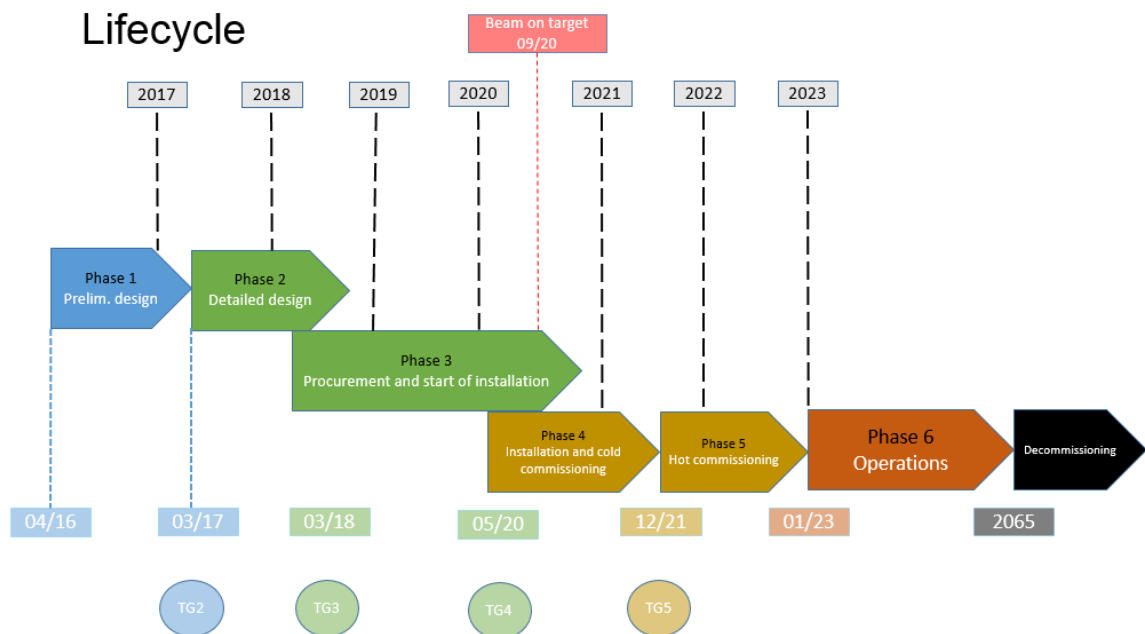 Lifecycle
Beam on target
09/20
2017
2018
2019
2020
2021
2022
2023
Phase 1
Prelim. design
Phase 2
Detailed design
Phase 3
Procurement and start of installation
Phase 4
Installation and cold
commissioning
Phase 5
Hot commissioning
Phase 6
Operations
Decommissioning
04/16
03/17
03/18
05/20
12/21
01/23
2065
TG2
TG3
TG4
TG5